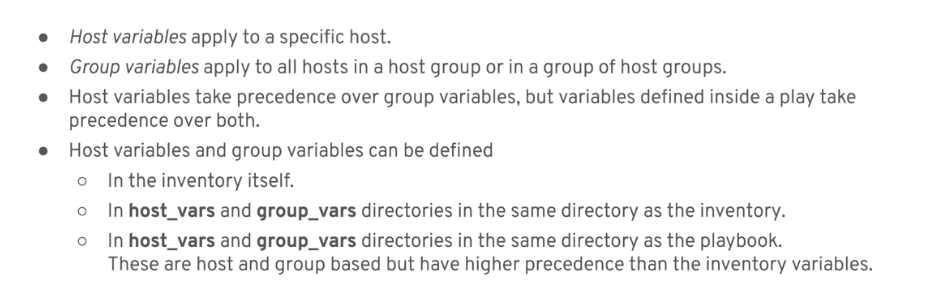 ● Host variables apply to a specific host.
● Group variables apply to all hosts in a host group or in a group of host groups.
● Host variables take precedence over group variables, but variables defined inside a play take
precedence over both.
● Host variables and group variables can be defined
○ In the inventory itself.
○ In host_vars and group_vars directories in the same directory as the inventory.
○ In host_vars and group_vars directories in the same directory as the playbook.
These are host and group based but have higher precedence than the inventory variables.